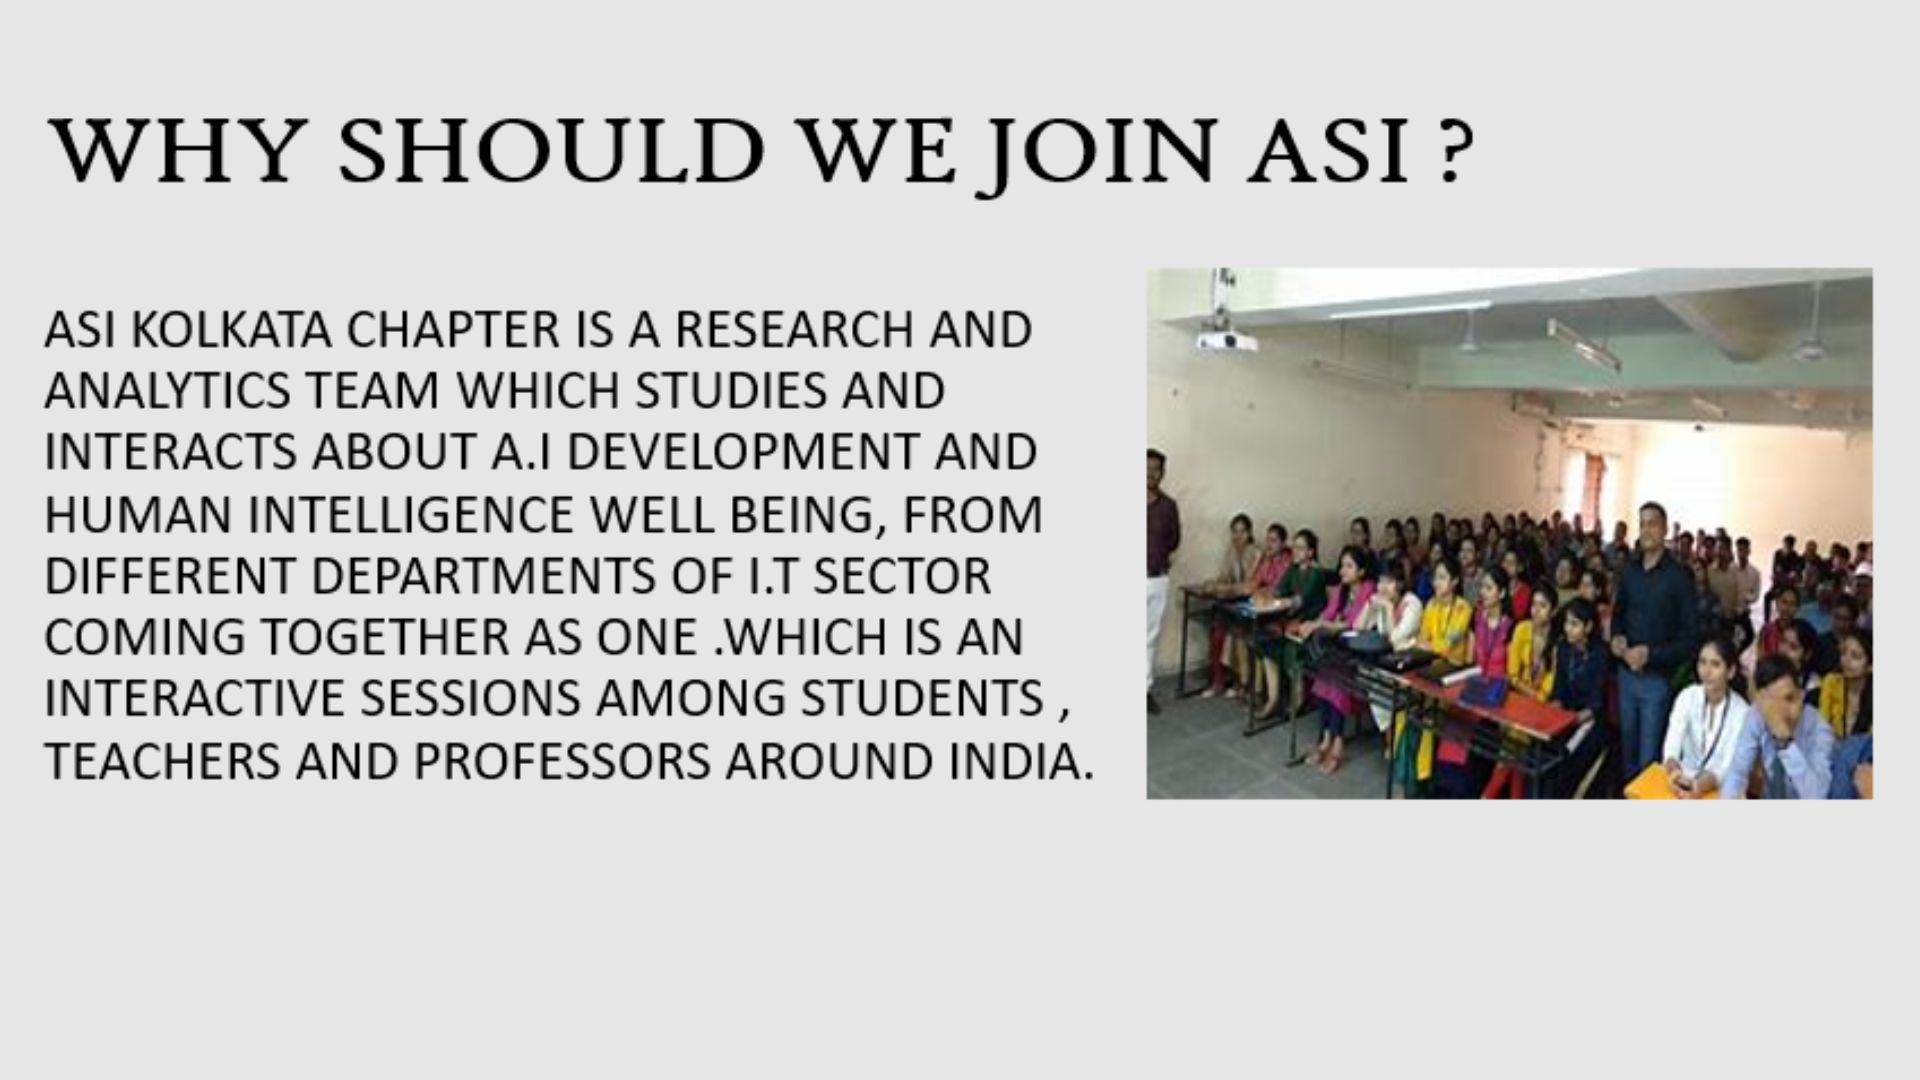 WHY SHOULD WE JOIN ASI ?
ASI KOLKATA CHAPTER IS A RESEARCH AND
ANALYTICS TEAM WHICH STUDIES AND
INTERACTS ABOUT A.I DEVELOPMENT AND
HUMAN INTELLIGENCE WELL BEING, FROM
DIFFERENT DEPARTMENTS OF I.T SECTOR
COMING TOGETHER AS ONE .WHICH IS AN
INTERACTIVE SESSIONS AMONG STUDENTS ,
TEACHERS AND PROFESSORS AROUND INDIA.